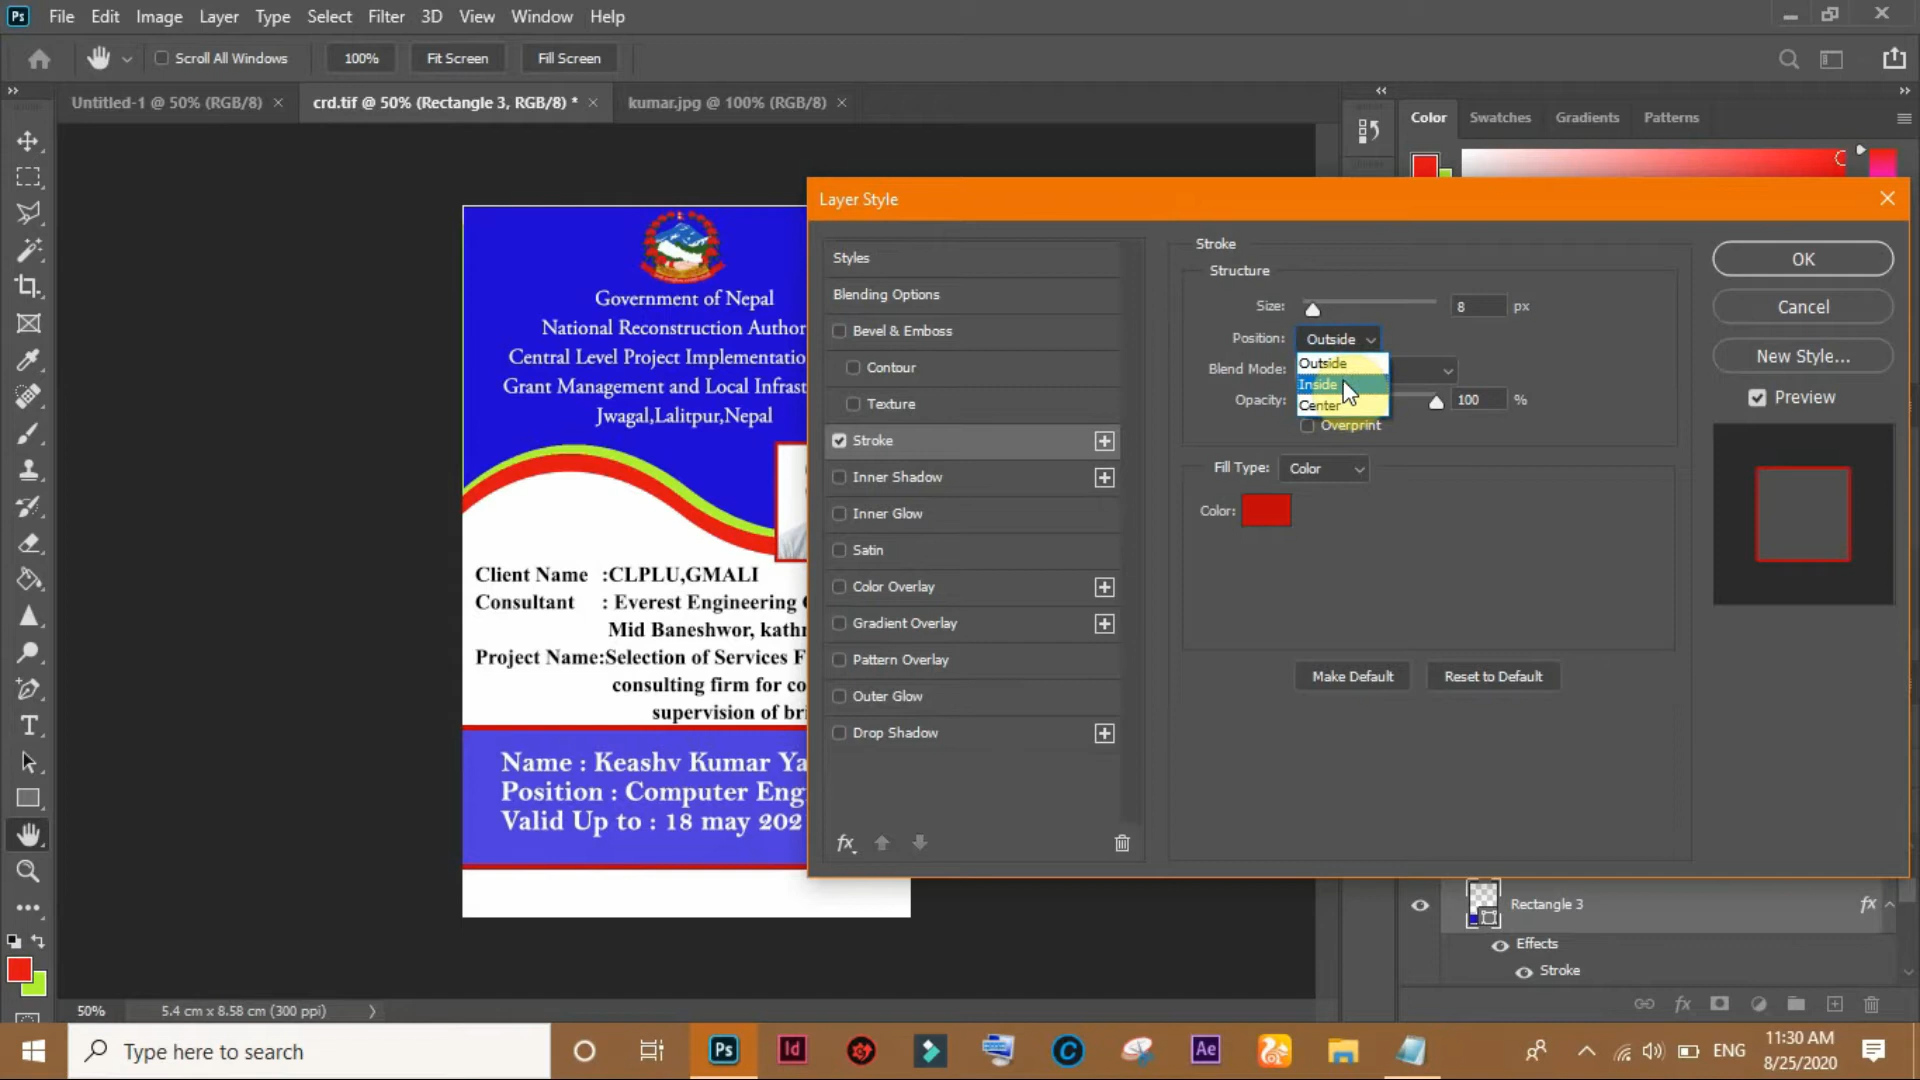 Ps File Edit Image Layer Type Select Filter 3D View Window Help
Scroll All Windows 100% Fit Screen Fill Screen
Untitled-1 @ 50% (RGB/8) × crd.tif @ 50% (Rectangle 3, RGB/8) * × kumar.jpg @ 100% (RGB/8) ×
Color Swatches Gradients Patterns
Government of Nepal
National Reconstruction Author
Central Level Project Implementatio
Grant Management and Local Infrast
Jwagal,Lalitpur,Nepal
Client Name :CLPLU,GMALI
Consultant : Everest Engineering
Mid Baneshwor, kath
Project Name:Selection of Services F
consulting firm for co
supervision of bri
Name : Keashv Kumar Ya
Position : Computer Eng
Valid Up to : 18 may 202
Layer Style
Styles
Blending Options
Bevel & Emboss
Contour
Texture
Stroke
Inner Shadow
Inner Glow
Satin
Color Overlay
Gradient Overlay
Pattern Overlay
Outer Glow
Drop Shadow
fx
Stroke
Structure
Size: 8 px
Position: Outside
Outside
Inside
Center
Blend Mode:
Opacity: 100 %
Overprint
Fill Type: Color
Color:
Make Default Reset to Default
OK
Cancel
New Style...
Preview
Rectangle 3 fx
Effects
Stroke
fx
50% 5.4 cm x 8.58 cm (300 ppi)
Type here to search
Ps Id Ae
ENG
11:30 AM
8/25/2020